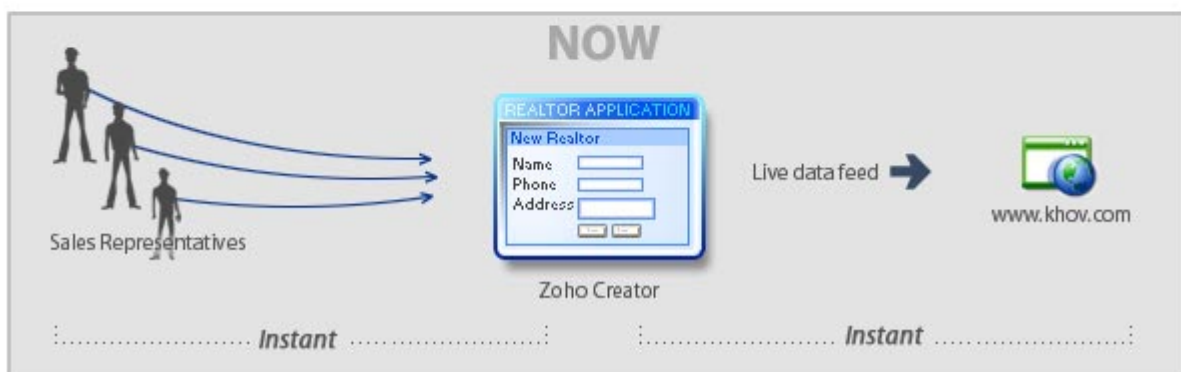 NOW
REALTOR APPLICATION
New Realtor
Name
Phone
Address
Sales Representatives
Zoho Creator
Live data feed
www.khov.com
Instant
Instant